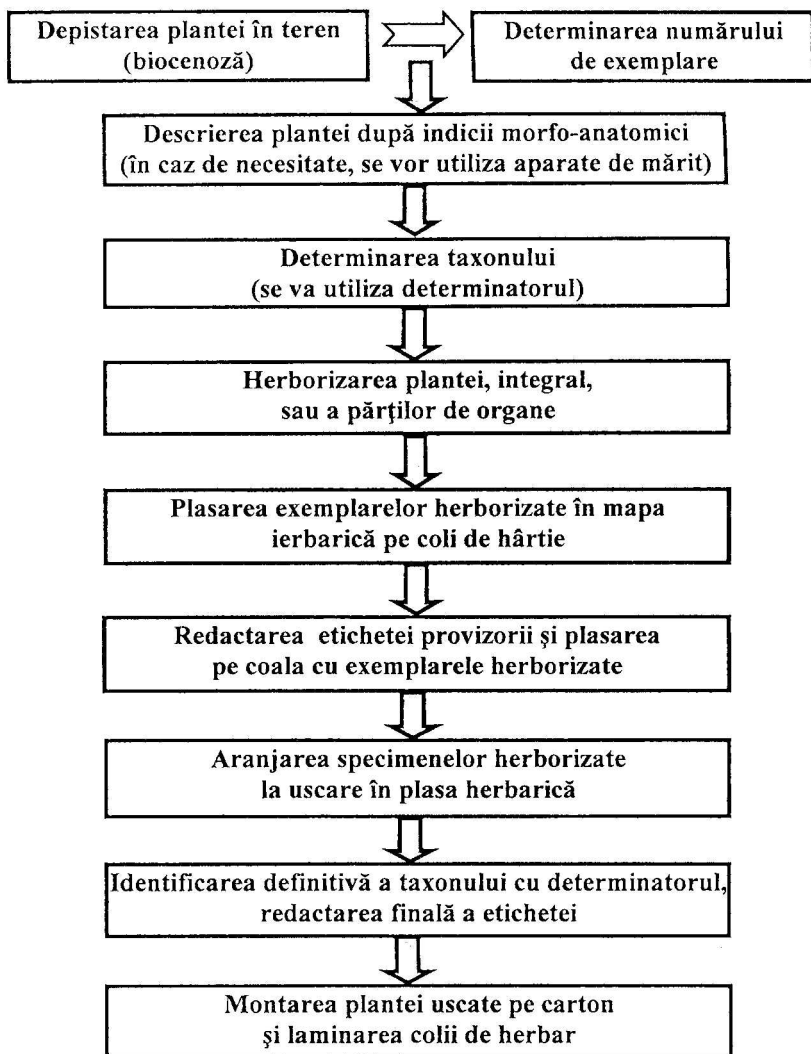 Depistarea plantei în teren
(biocenoză)
Determinarea numărului
de exemplare
Descrierea plantei după indicii morfo-anatomici
(în caz de necesitate, se vor utiliza aparate de mărit)
Determinarea taxonului
(se va utiliza determinatorul)
Herborizarea plantei, integral,
sau a părţilor de organe
Plasarea exemplarelor herborizate în mapa
ierbarică pe coli de hârtie
Redactarea etichetei provizorii şi plasarea
pe coala cu exemplarele herborizate
Aranjarea specimenelor herborizate
la uscare în plasa herbarică
Identificarea definitivă a taxonului cu determinatorul,
redactarea finală a etichetei
Montarea plantei uscate pe carton
şi laminarea colii de herbar